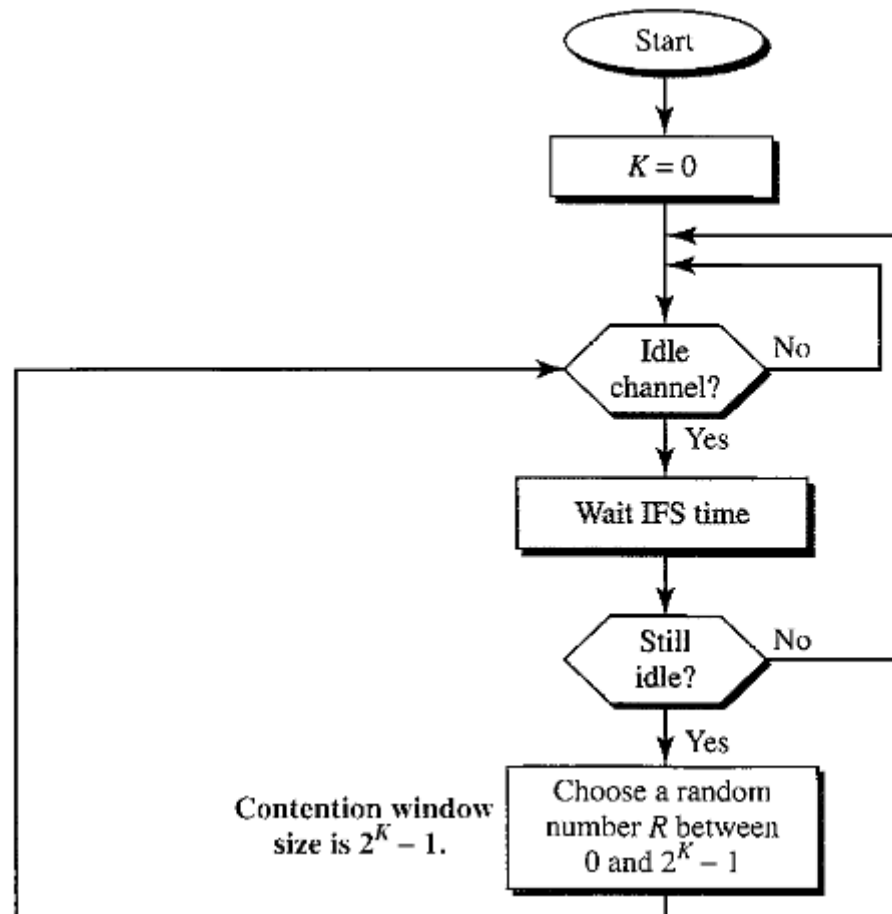 Start
K = 0
Idle
channel?
No
Yes
Wait IFS time
Still
idle?
No
Yes
Contention window
size is 2^K – 1.
Choose a random
number R between
0 and 2^K – 1